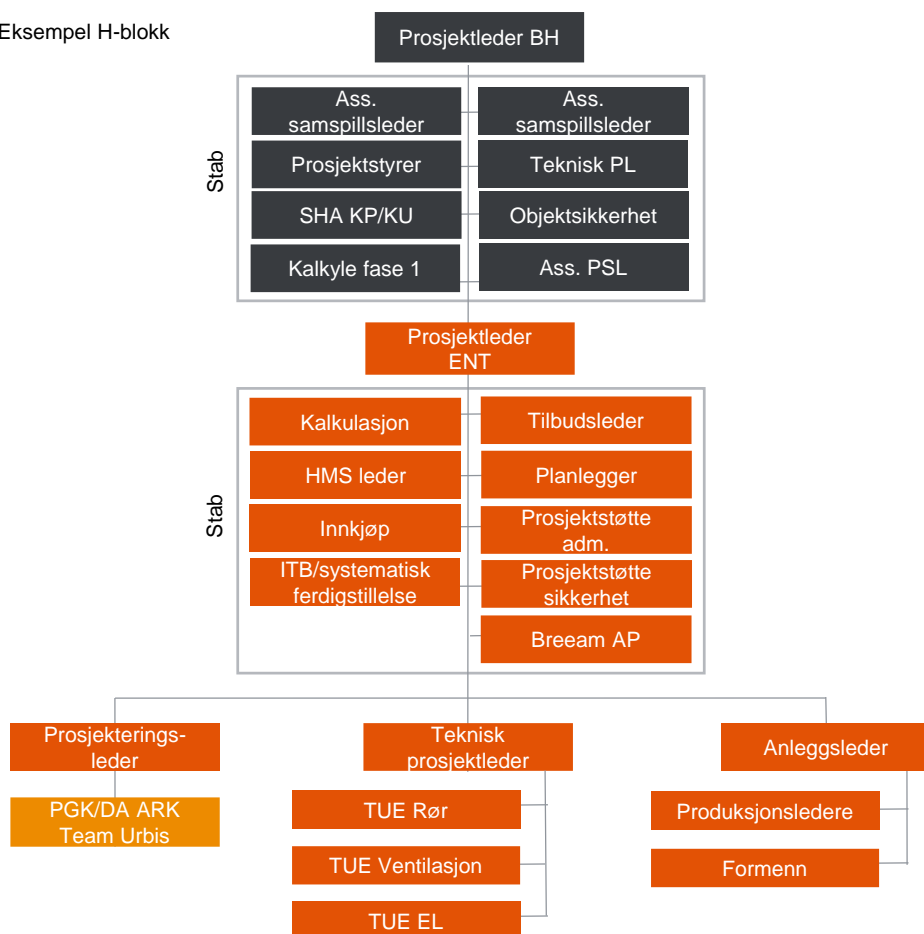 Eksempel H-blokk
Prosjektleder BH
Stab
Ass.
samspillsleder
Ass.
samspillsleder
Prosjektstyrer
Teknisk PL
SHA KP/KU
Objektsikkerhet
Kalkyle fase 1
Ass. PSL
Prosjektleder
ENT
Stab
Kalkulasjon
Tilbudsleder
HMS leder
Planlegger
Innkjøp
Prosjektstøtte
adm.
ITB/systematisk
ferdigstillelse
Prosjektstøtte
sikkerhet
Breeam AP
Prosjekterings-
leder
Teknisk
prosjektleder
Anleggsleder
PGK/DA ARK
Team Urbis
TUE Rør
TUE Ventilasjon
TUE EL
Produksjonsledere
Formenn